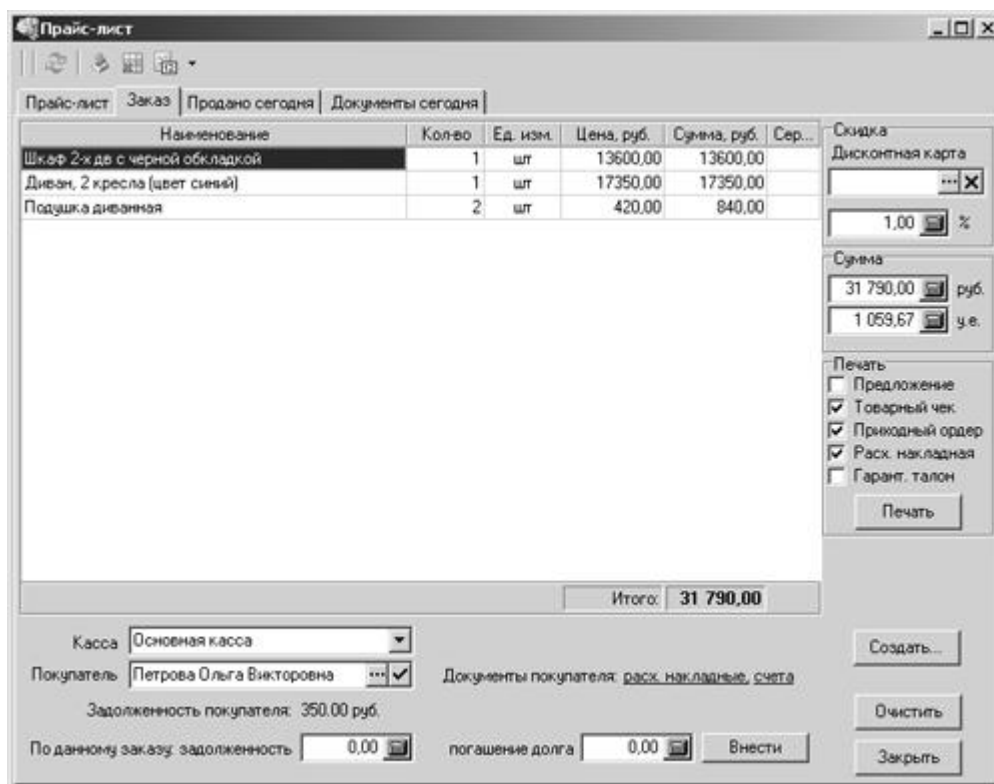 Прайс-лист
Прайс-лист Заказ Продано сегодня Документы сегодня
Наименование Кол-во Ед. изм. Цена, руб. Сумма, руб. Сер...
Шкаф 2-х дв с черной обкладкой 1 шт 13600,00 13600,00
Диван, 2 кресла (цвет синий) 1 шт 17350,00 17350,00
Подушка диванная 2 шт 420,00 840,00
Итого: 31 790,00
Скидка
Дисконтная карта
1,00 %
Сумма
31 790,00 руб.
1 059,67 у.е.
Печать
Предложение
Товарный чек
Приходный ордер
Расх. накладная
Гарант. талон
Печать
Касса Основная касса
Создать...
Покупатель Петрова Ольга Викторовна ... Документы покупателя: расх. накладные, счета
Задолженность покупателя: 350.00 руб.
Очистить
По данному заказу: задолженность 0,00 погашение долга 0,00 Внести
Закрыть